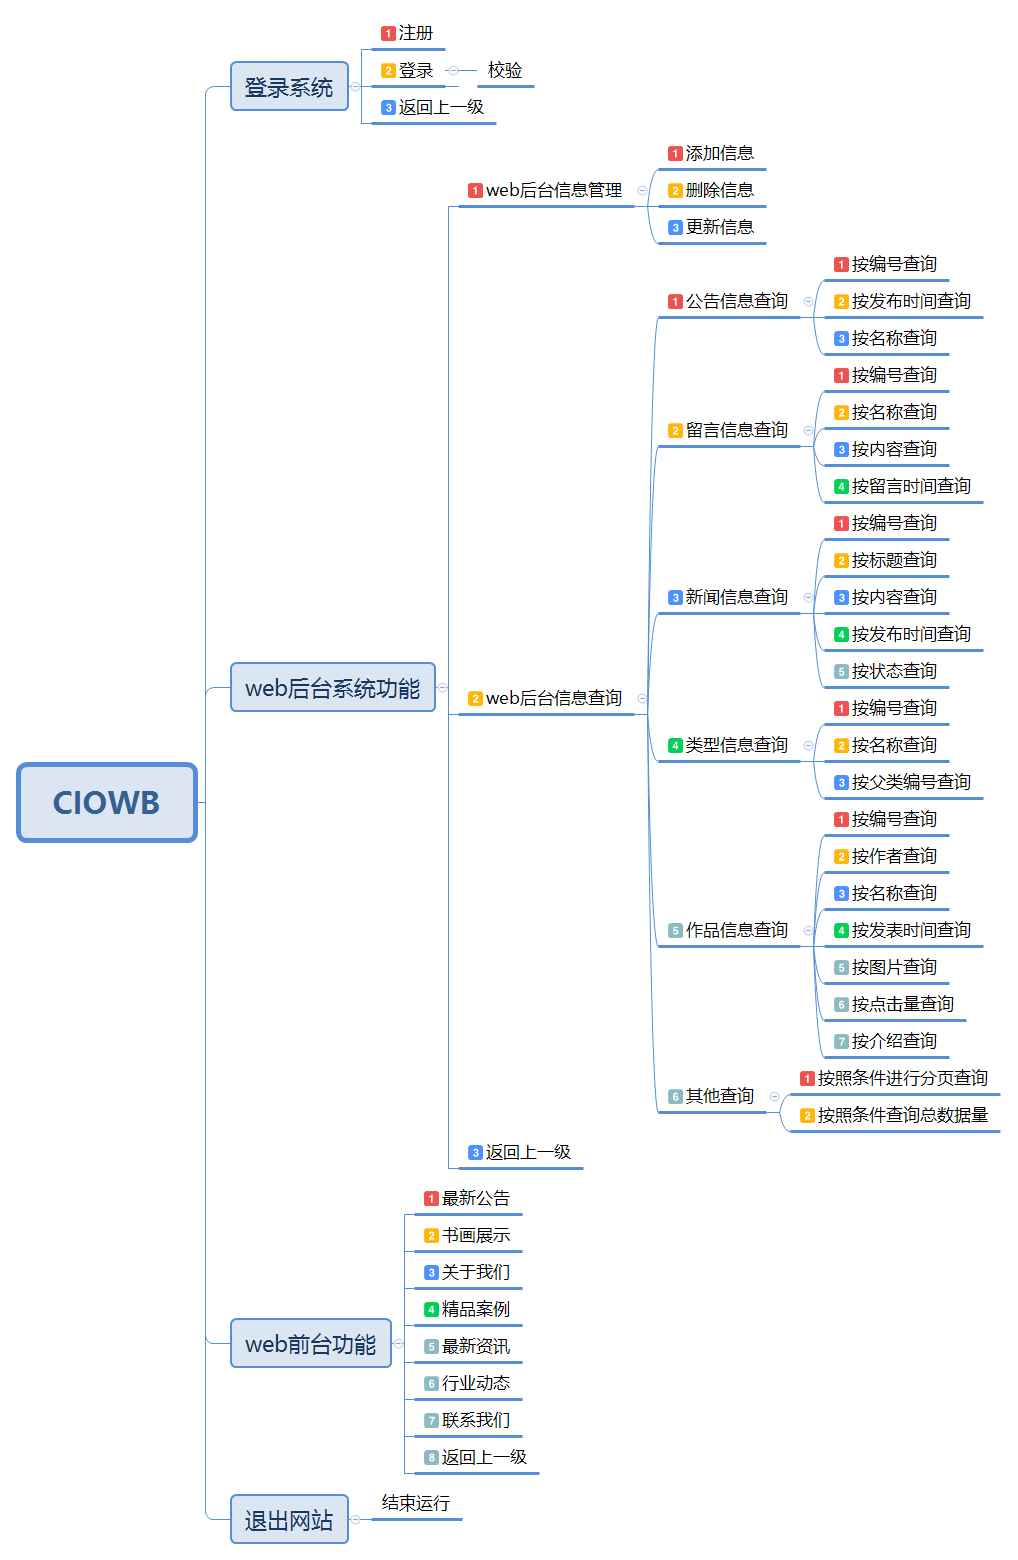 CIOWB
登录系统
1 注册
2 登录
校验
3 返回上一级
web后台系统功能
1 web后台信息管理
1 添加信息
2 删除信息
3 更新信息
2 web后台信息查询
1 公告信息查询
1 按编号查询
2 按发布时间查询
3 按名称查询
2 留言信息查询
1 按编号查询
2 按名称查询
3 按内容查询
4 按留言时间查询
3 新闻信息查询
1 按编号查询
2 按标题查询
3 按内容查询
4 按发布时间查询
5 按状态查询
4 类型信息查询
1 按编号查询
2 按名称查询
3 按父类编号查询
5 作品信息查询
1 按编号查询
2 按作者查询
3 按名称查询
4 按发表时间查询
5 按图片查询
6 按点击量查询
7 按介绍查询
6 其他查询
1 按照条件进行分页查询
2 按照条件查询总数据量
3 返回上一级
web前台功能
1 最新公告
2 书画展示
3 关于我们
4 精品案例
5 最新资讯
6 行业动态
7 联系我们
8 返回上一级
退出网站
结束运行